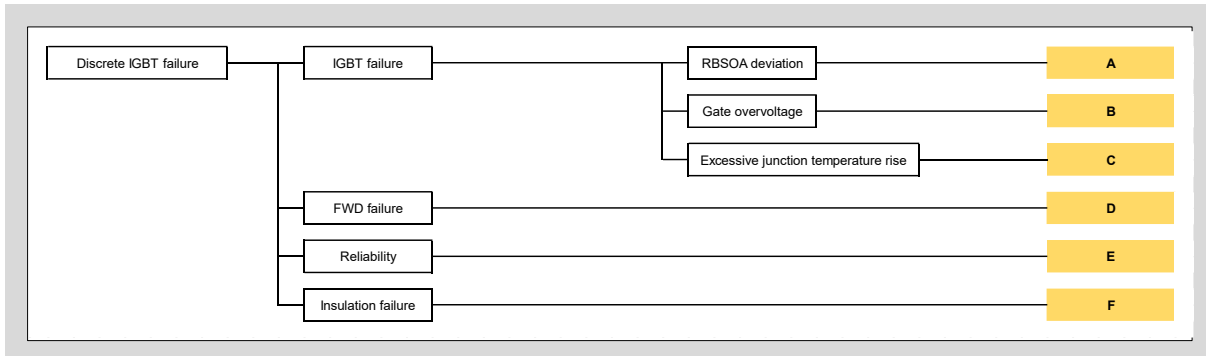 Discrete IGBT failure
IGBT failure
RBSOA deviation
A
Gate overvoltage
B
Excessive junction temperature rise
C
FWD failure
D
Reliability
E
Insulation failure
F